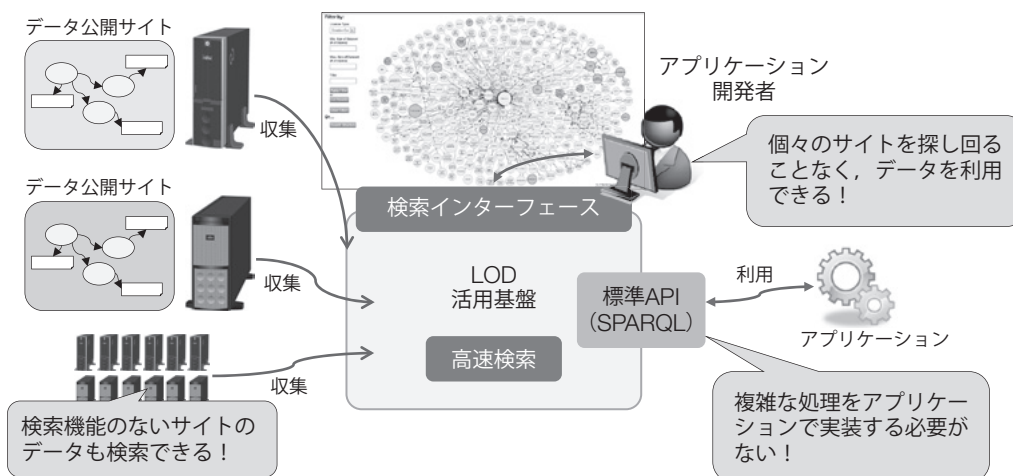 データ公開サイト
収集
データ公開サイト
収集
収集
検索機能のないサイトの
データも検索できる！
検索インターフェース
LOD
活用基盤
高速検索
標準API
（SPARQL）
アプリケーション
開発者
個々のサイトを探し回る
ことなく，データを利用
できる！
利用
アプリケーション
複雑な処理をアプリケー
ションで実装する必要が
ない！